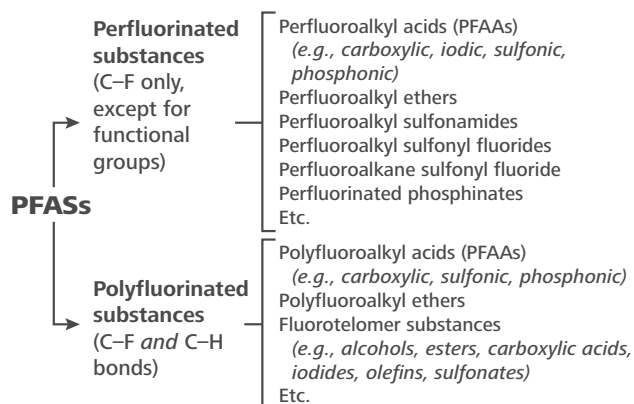 Perfluorinated
substances
(C–F only,
except for
functional
groups)
Perfluoroalkyl acids (PFAAs)
(e.g., carboxylic, iodic, sulfonic,
phosphonic)
Perfluoroalkyl ethers
Perfluoroalkyl sulfonamides
Perfluoroalkyl sulfonyl fluorides
Perfluoroalkane sulfonyl fluoride
Perfluorinated phosphinates
Etc.
PFASs
Polyfluorinated
substances
(C–F and C–H
bonds)
Polyfluoroalkyl acids (PFAAs)
(e.g., carboxylic, sulfonic, phosphonic)
Polyfluoroalkyl ethers
Fluorotelomer substances
(e.g., alcohols, esters, carboxylic acids,
iodides, olefins, sulfonates)
Etc.